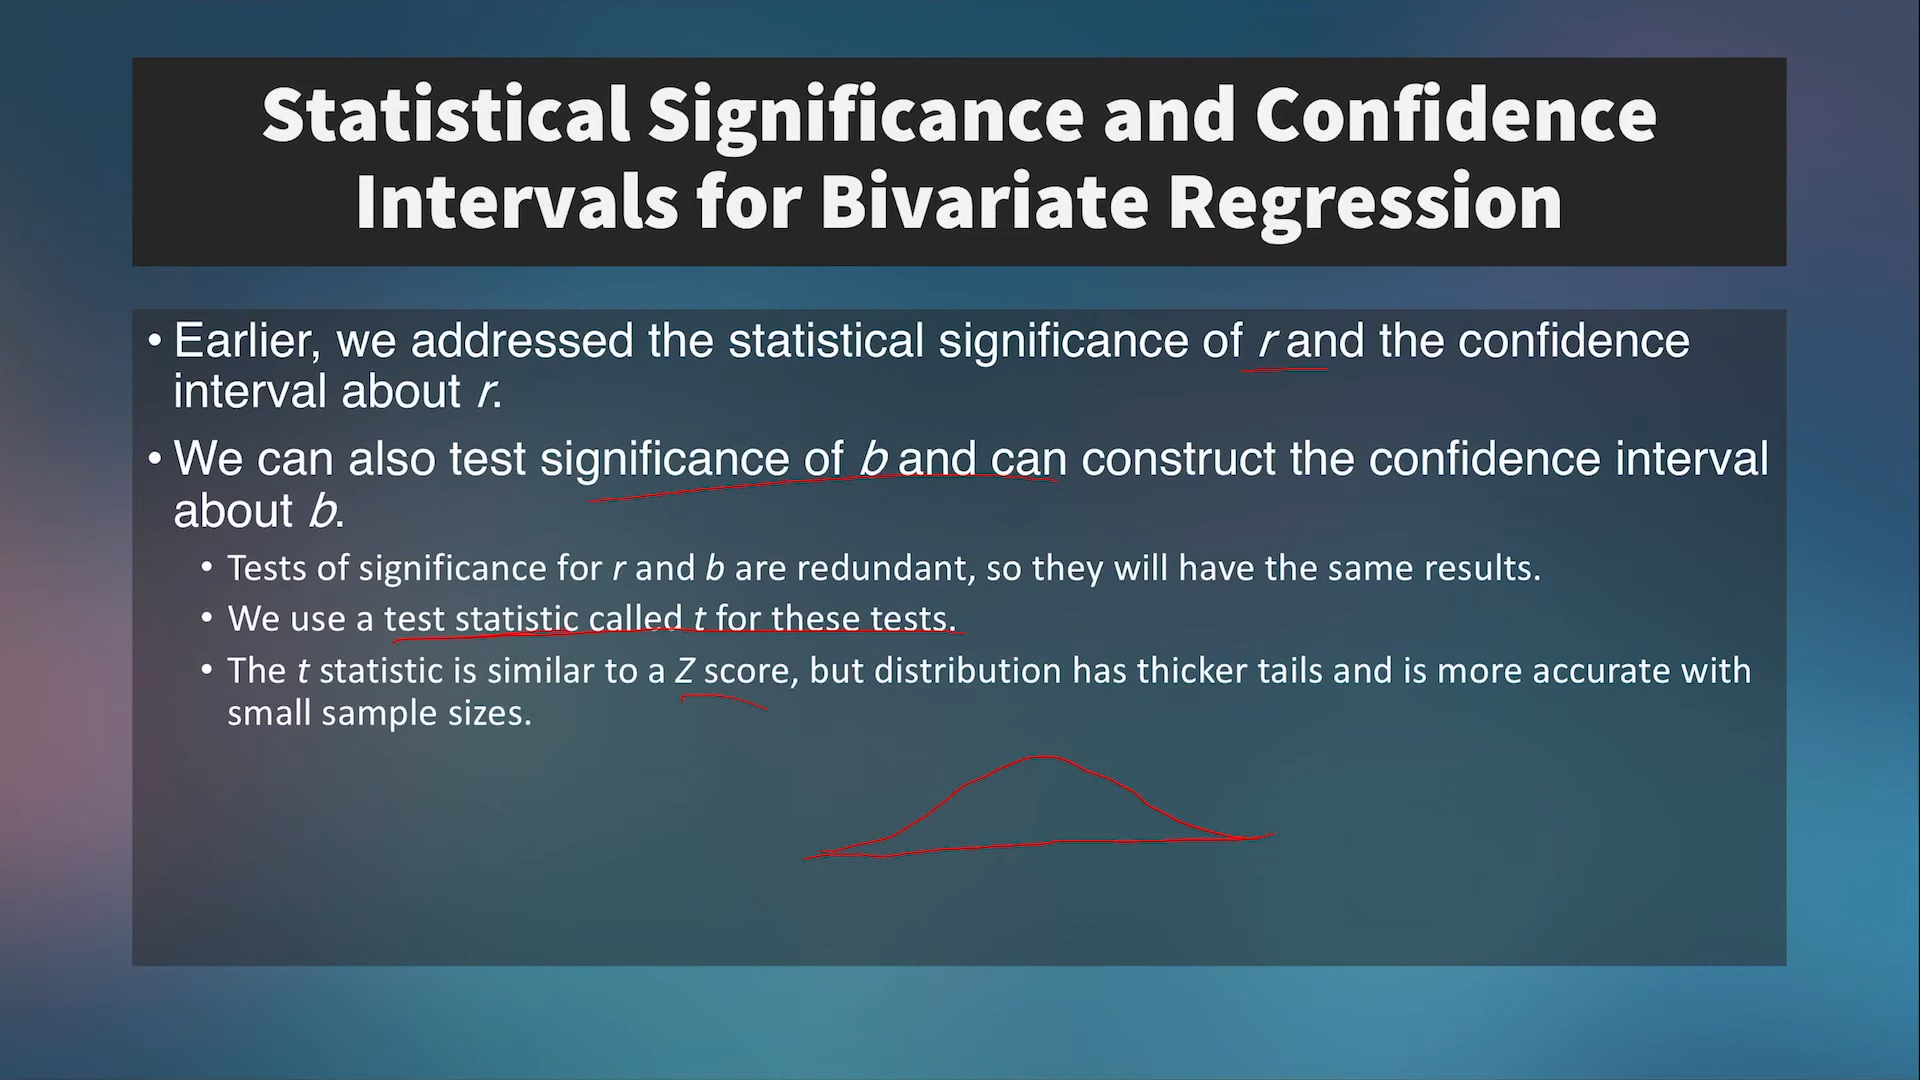 Statistical Significance and Confidence
Intervals for Bivariate Regression
• Earlier, we addressed the statistical significance of r and the confidence
interval about r.
• We can also test significance of b and can construct the confidence interval
about b.
• Tests of significance for r and b are redundant, so they will have the same results.
• We use a test statistic called t for these tests.
• The t statistic is similar to a Z score, but distribution has thicker tails and is more accurate with
small sample sizes.